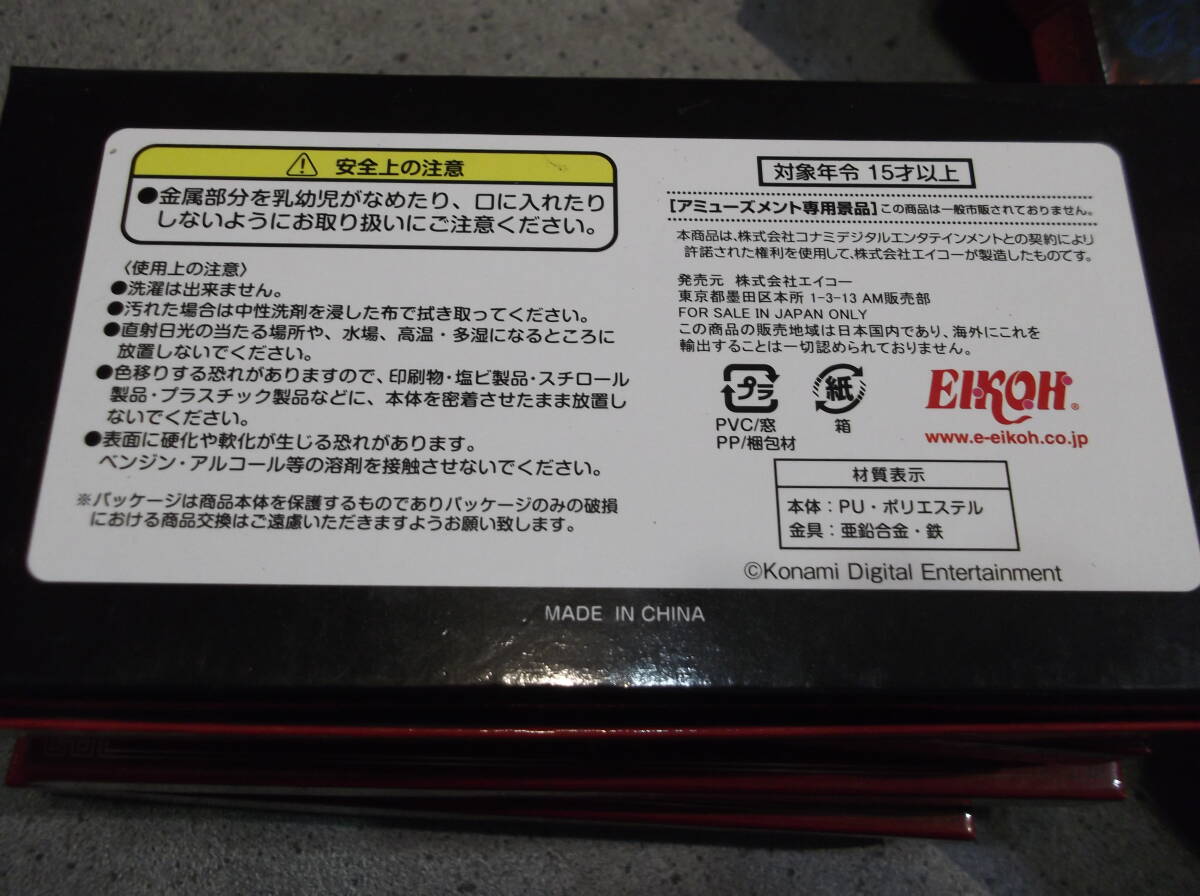 安全上の注意
●金属部分を乳幼児がなめたり、口に入れたり
しないようにお取り扱いにご注意ください。
〈使用上の注意〉
●洗濯は出来ません。
●汚れた場合は中性洗剤を浸した布で拭き取ってください。
●直射日光の当たる場所や、水場、高温・多湿になるところに
放置しないでください。
●色移りする恐れがありますので、印刷物・塩ビ製品・スチロール
製品・プラスチック製品などに、本体を密着させたまま放置し
ないでください。
●表面に硬化や軟化が生じる恐れがあります。
ベンジン・アルコール等の溶剤を接触させないでください。
※パッケージは商品本体を保護するものでありパッケージのみの破損
における商品交換はご遠慮いただきますようお願い致します。
対象年令 15才以上
[アミューズメント専用景品] この商品は一般市販されておりません。
本商品は、株式会社コナミデジタルエンタテインメントとの契約により
許諾された権利を使用して、株式会社エイコーが製造したものです。
発売元 株式会社エイコー
東京都墨田区本所 1-3-13 AM販売部
FOR SALE IN JAPAN ONLY
この商品の販売地域は日本国内であり、海外にこれを
輸出することは一切認められておりません。
プラ
PVC/窓
PP/梱包材
紙
箱
EIKOH®
www.e-eikoh.co.jp
材質表示
本体：PU・ポリエステル
金具：亜鉛合金・鉄
©Konami Digital Entertainment
MADE IN CHINA